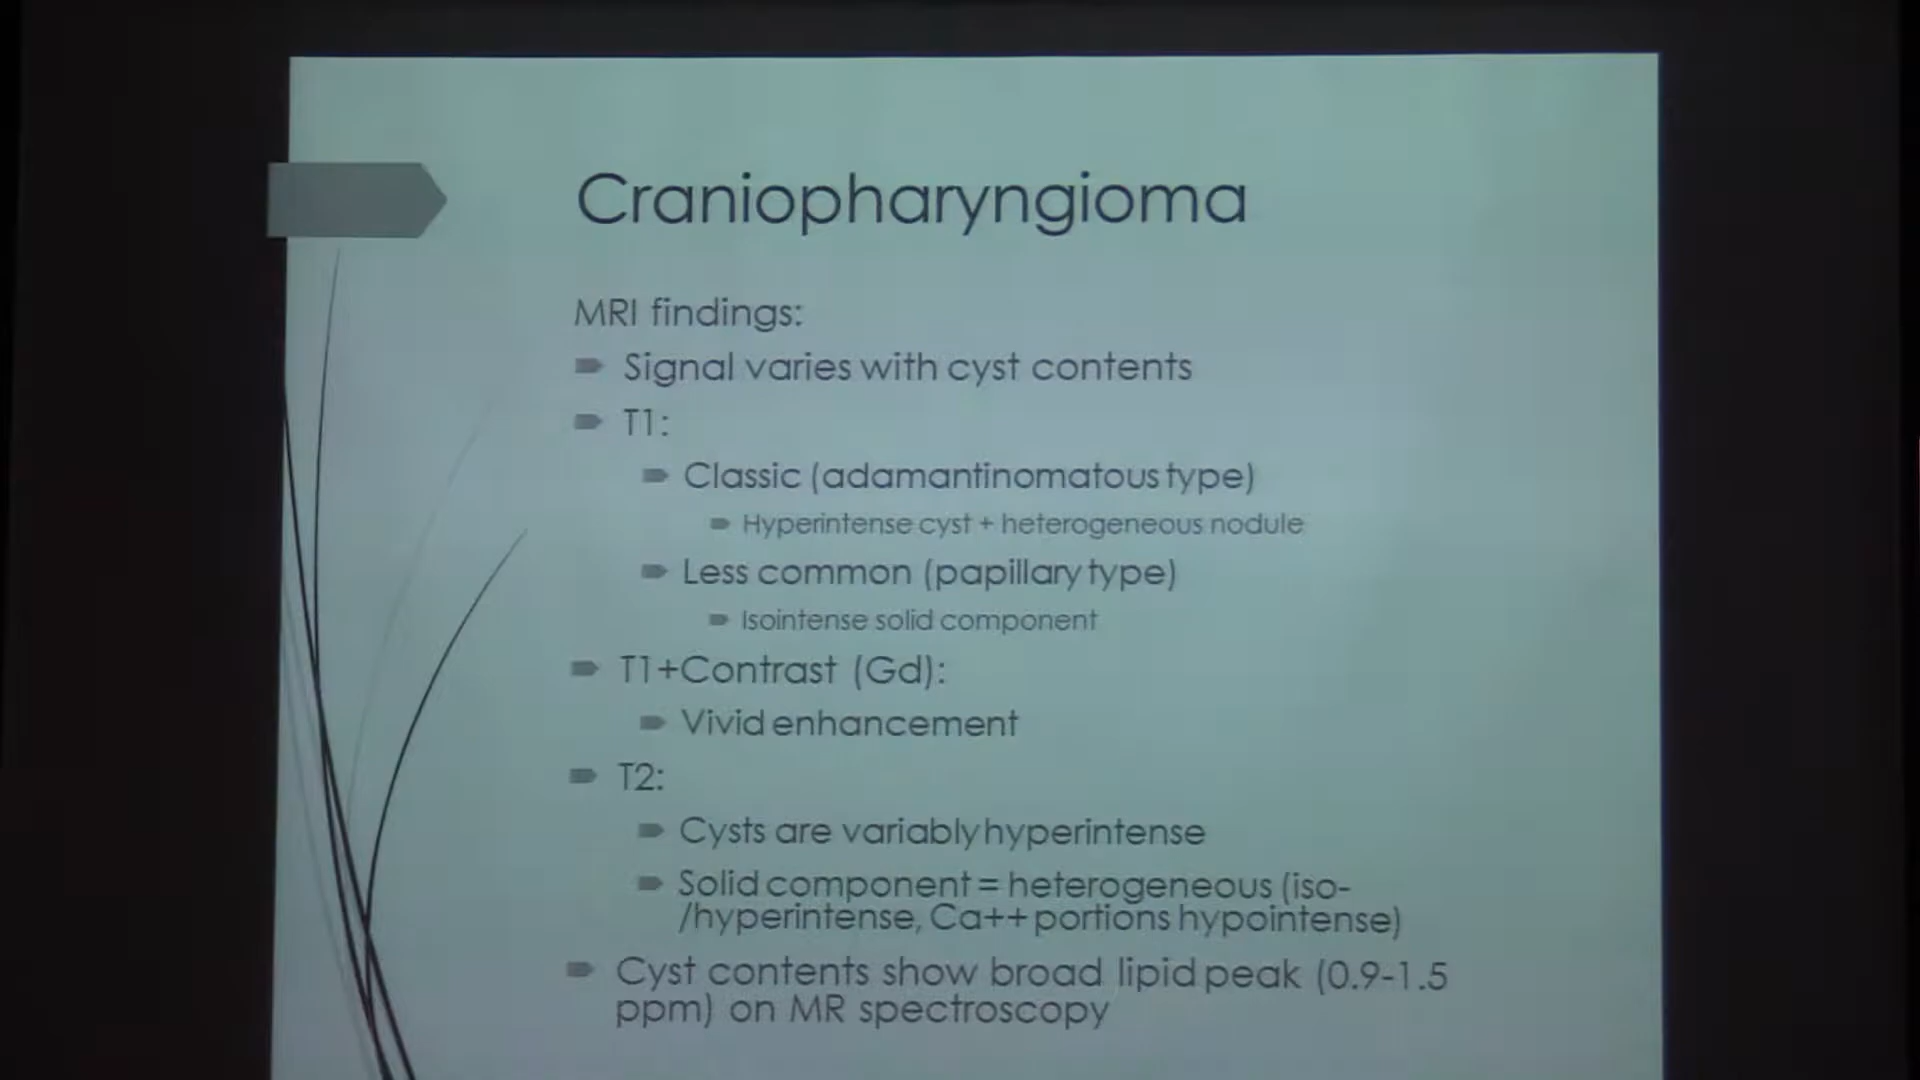 Craniopharyngioma
MRI findings:
Signal varies with cyst contents
T1:
Classic (adamantinomatous type)
Hyperintense cyst + heterogeneous nodule
Less common (papillary type)
Isointense solid component
T1+Contrast (Gd):
Vivid enhancement
T2:
Cysts are variably hyperintense
Solid component = heterogeneous (iso-
/hyperintense, Ca++ portions hypointense)
Cyst contents show broad lipid peak (0.9-1.5
ppm) on MR spectroscopy